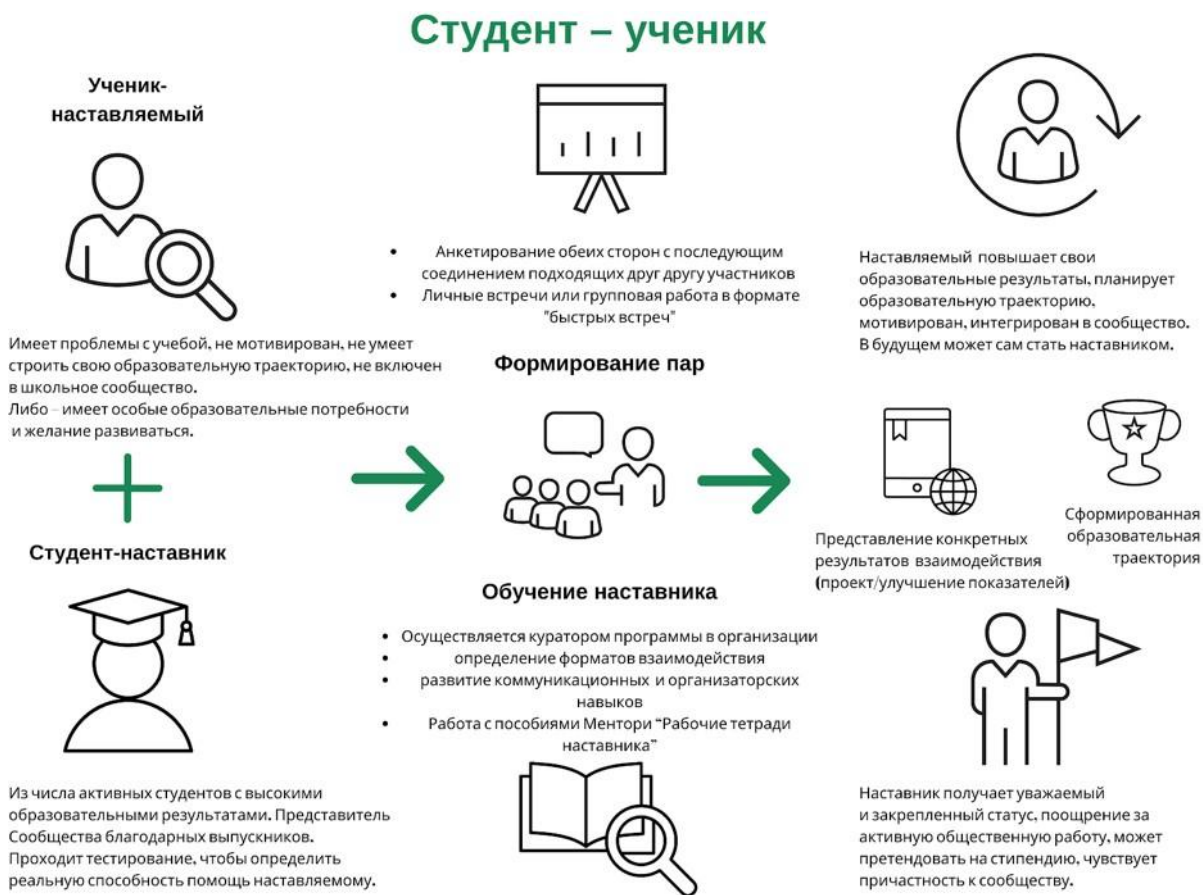 Студент – ученик
Ученик-
наставляемый
Имеет проблемы с учебой, не мотивирован, не умеет
строить свою образовательную траекторию, не включен
в школьное сообщество.
Либо – имеет особые образовательные потребности
и желание развиваться.
Студент-наставник
Из числа активных студентов с высокими
образовательными результатами. Представитель
Сообщества благодарных выпускников.
Проходит тестирование, чтобы определить
реальную способность помощь наставляемому.
• Анкетирование обеих сторон с последующим
соединением подходящих друг другу участников
• Личные встречи или групповая работа в формате
"быстрых встреч"
Формирование пар
Обучение наставника
• Осуществляется куратором программы в организации
• определение форматов взаимодействия
• развитие коммуникационных и организаторских
навыков
• Работа с пособиями Ментори "Рабочие тетради
наставника"
Наставляемый повышает свои
образовательные результаты, планирует
образовательную траекторию,
мотивирован, интегрирован в сообщество.
В будущем может сам стать наставником.
Представление конкретных
результатов взаимодействия
(проект/улучшение показателей)
Сформированная
образовательная
траектория
Наставник получает уважаемый
и закрепленный статус, поощрение за
активную общественную работу, может
претендовать на стипендию, чувствует
причастность к сообществу.